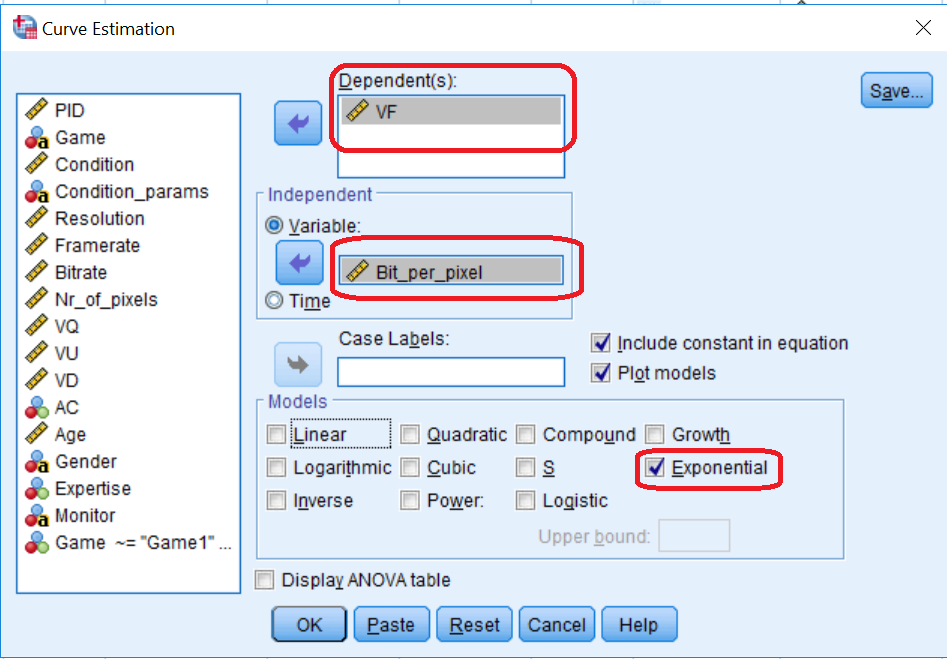 Curve Estimation
PID
Game
Condition
Condition_params
Resolution
Framerate
Bitrate
Nr_of_pixels
VQ
VU
VD
AC
Age
Gender
Expertise
Monitor
Game ~= "Game1" ...
Dependent(s):
VF
Independent
Variable:
Bit_per_pixel
Time
Case Labels:
Save...
Include constant in equation
Plot models
Models
Linear Quadratic Compound Growth
Logarithmic Cubic S Exponential
Inverse Power: Logistic
Upper bound:
Display ANOVA table
OK Paste Reset Cancel Help